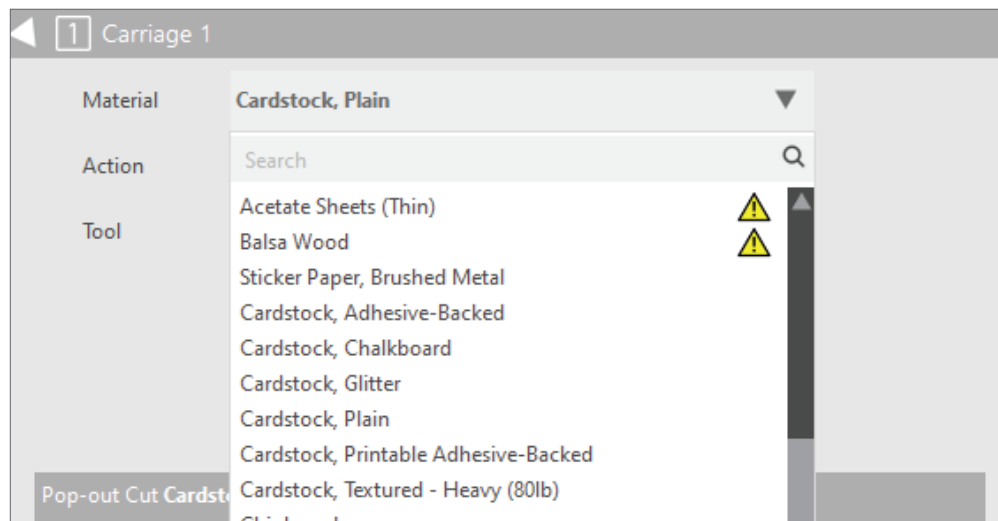 1 Carriage 1
Material Cardstock, Plain
Search
Action
Acetate Sheets (Thin)
Tool
Balsa Wood
Sticker Paper, Brushed Metal
Cardstock, Adhesive-Backed
Cardstock, Chalkboard
Cardstock, Glitter
Cardstock, Plain
Cardstock, Printable Adhesive-Backed
Cardstock, Textured - Heavy (80lb)
Pop-out Cut